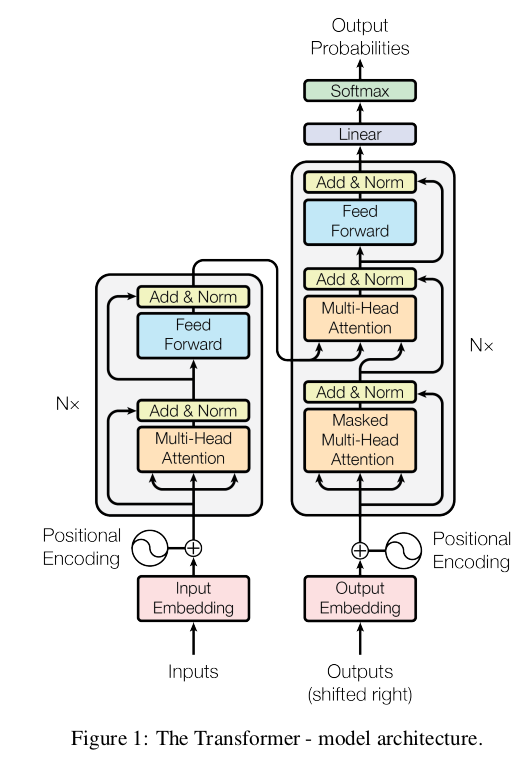 Output
Probabilities
Softmax
Linear
Add & Norm
Feed
Forward
Add & Norm
Multi-Head
Attention
Add & Norm
Masked
Multi-Head
Attention
N×
Add & Norm
Feed
Forward
Add & Norm
Multi-Head
Attention
N×
Positional
Encoding
Positional
Encoding
Input
Embedding
Output
Embedding
Inputs
Outputs
(shifted right)
Figure 1: The Transformer - model architecture.